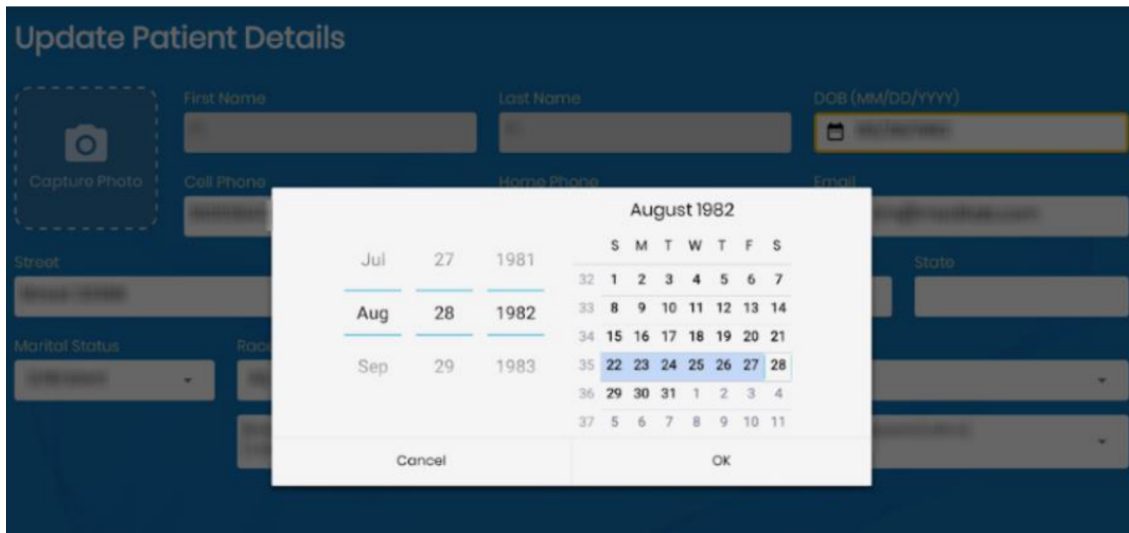 Update Patient Details
First Name
Last Name
DOB (MM/DD/YYYY)
Capture Photo
Cell Phone
Home Phone
Email
Street
State
Marital Status
Jul 27 1981
Aug 28 1982
Sep 29 1983
August 1982
S M T W T F S
32 1 2 3 4 5 6 7
33 8 9 10 11 12 13 14
34 15 16 17 18 19 20 21
35 22 23 24 25 26 27 28
36 29 30 31 1 2 3 4
37 5 6 7 8 9 10 11
Cancel
OK